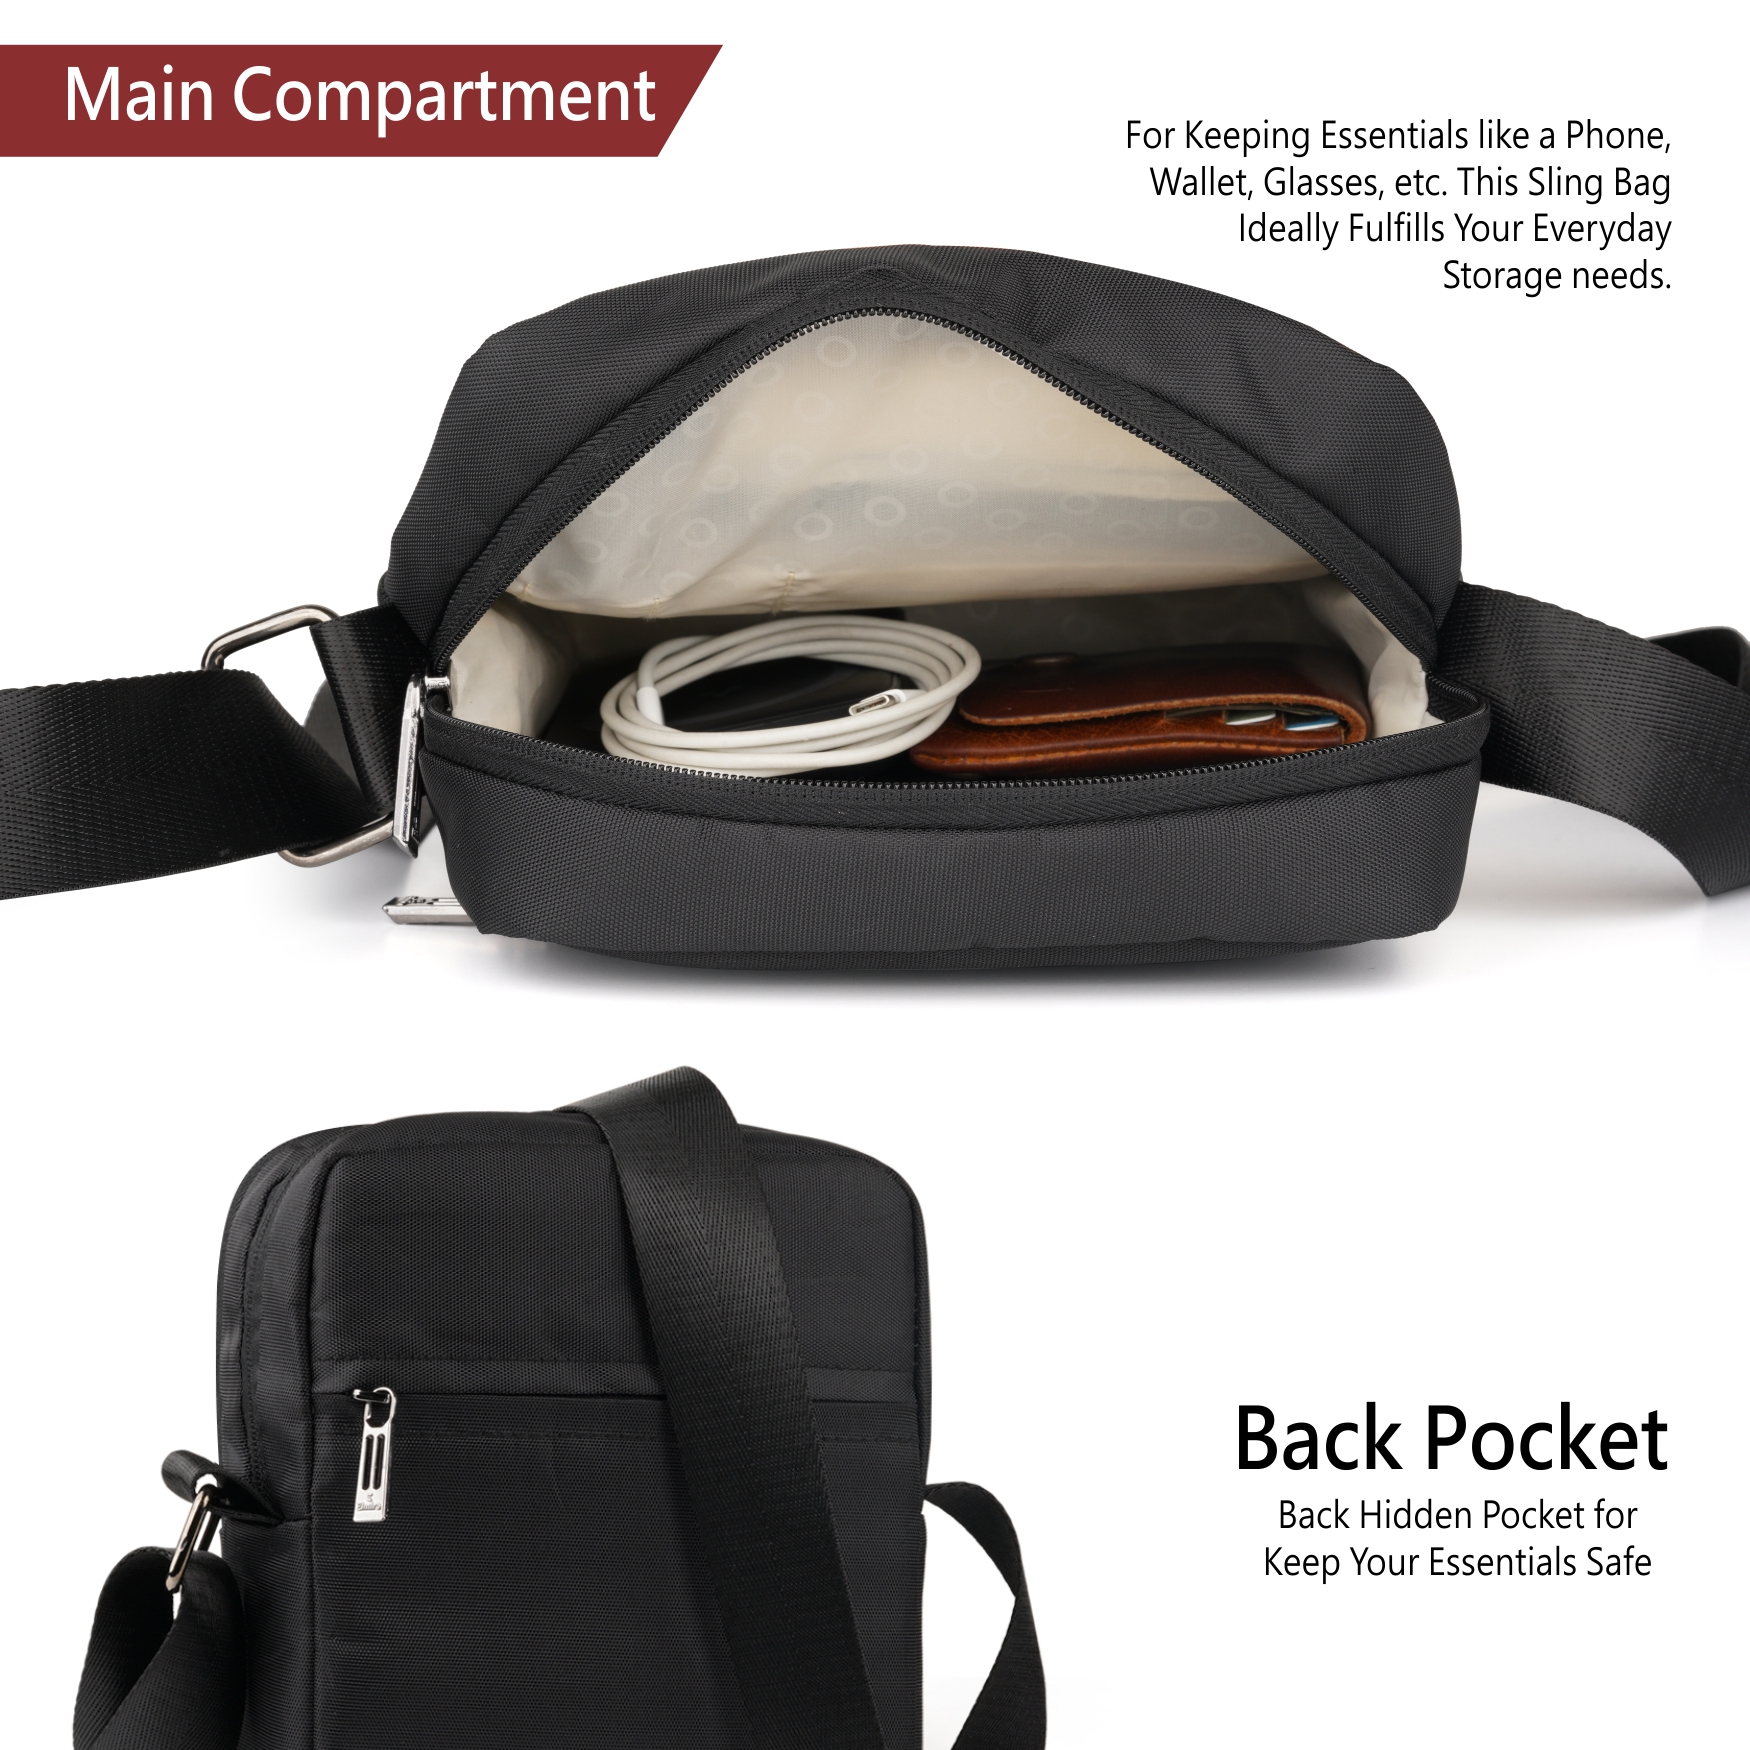 Main Compartment
For Keeping Essentials like a Phone,
Wallet, Glasses, etc. This Sling Bag
Ideally Fulfills Your Everyday
Storage needs.
Back Pocket
Back Hidden Pocket for
Keep Your Essentials Safe